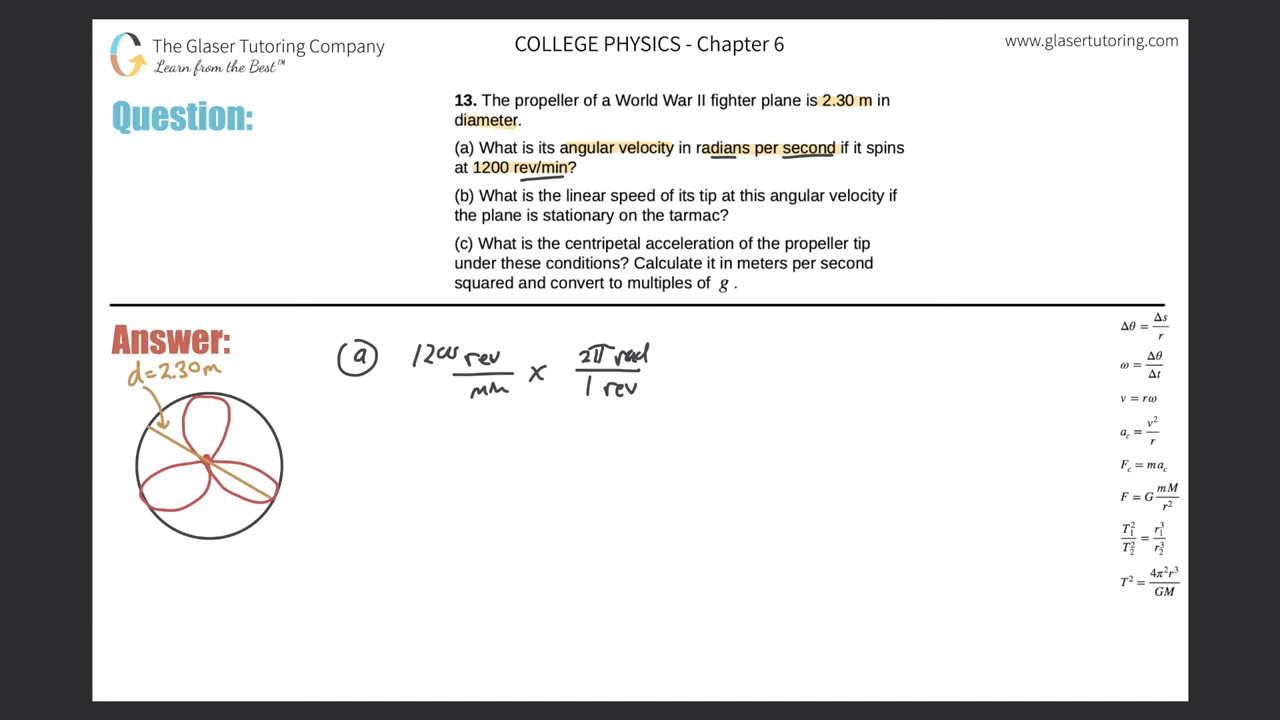 The Glaser Tutoring Company
Learn from the Best™
COLLEGE PHYSICS - Chapter 6
www.glasertutoring.com
Question:
13. The propeller of a World War II fighter plane is 2.30 m in
diameter.
(a) What is its angular velocity in radians per second if it spins
at 1200 rev/min?
(b) What is the linear speed of its tip at this angular velocity if
the plane is stationary on the tarmac?
(c) What is the centripetal acceleration of the propeller tip
under these conditions? Calculate it in meters per second
squared and convert to multiples of g .
Answer:
d=2.30m
(a) 1200 rev/min × 2π rad/1 rev
Δθ = Δs/r
ω = Δθ/Δt
v = rω
a_c = v²/r
F_c = ma_c
F = G mM/r²
T₁²/T₂² = r₁³/r₂³
T² = 4π²r³/GM